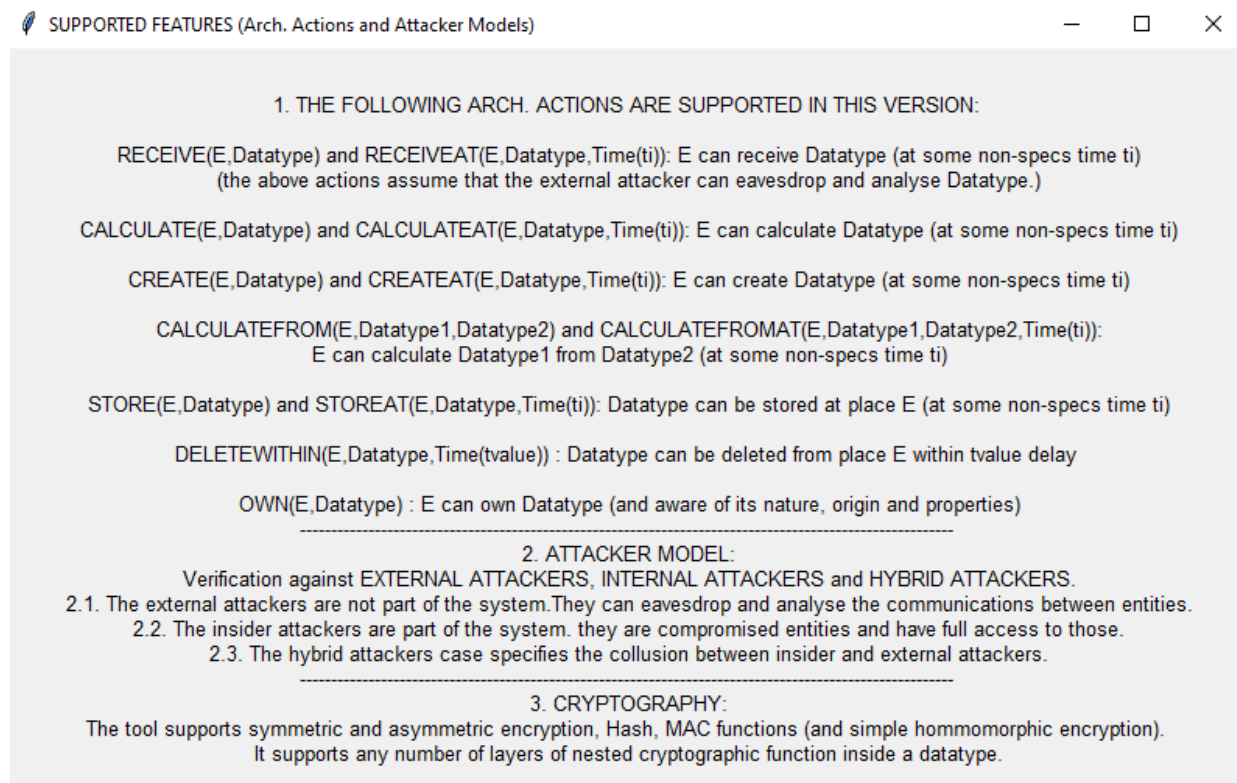 SUPPORTED FEATURES (Arch. Actions and Attacker Models)
1. THE FOLLOWING ARCH. ACTIONS ARE SUPPORTED IN THIS VERSION:
RECEIVE(E,Datatype) and RECEIVEAT(E,Datatype,Time(ti)): E can receive Datatype (at some non-specs time ti)
(the above actions assume that the external attacker can eavesdrop and analyse Datatype.)
CALCULATE(E,Datatype) and CALCULATEAT(E,Datatype,Time(ti)): E can calculate Datatype (at some non-specs time ti)
CREATE(E,Datatype) and CREATEAT(E,Datatype,Time(ti)): E can create Datatype (at some non-specs time ti)
CALCULATEFROM(E,Datatype1,Datatype2) and CALCULATEFROMAT(E,Datatype1,Datatype2,Time(ti)):
E can calculate Datatype1 from Datatype2 (at some non-specs time ti)
STORE(E,Datatype) and STOREAT(E,Datatype,Time(ti)): Datatype can be stored at place E (at some non-specs time ti)
DELETEWITHIN(E,Datatype,Time(tvalue)) : Datatype can be deleted from place E within tvalue delay
OWN(E,Datatype) : E can own Datatype (and aware of its nature, origin and properties)
2. ATTACKER MODEL:
Verification against EXTERNAL ATTACKERS, INTERNAL ATTACKERS and HYBRID ATTACKERS.
2.1. The external attackers are not part of the system.They can eavesdrop and analyse the communications between entities.
2.2. The insider attackers are part of the system. they are compromised entities and have full access to those.
2.3. The hybrid attackers case specifies the collusion between insider and external attackers.
3. CRYPTOGRAPHY:
The tool supports symmetric and asymmetric encryption, Hash, MAC functions (and simple hommomorphic encryption).
It supports any number of layers of nested cryptographic function inside a datatype.